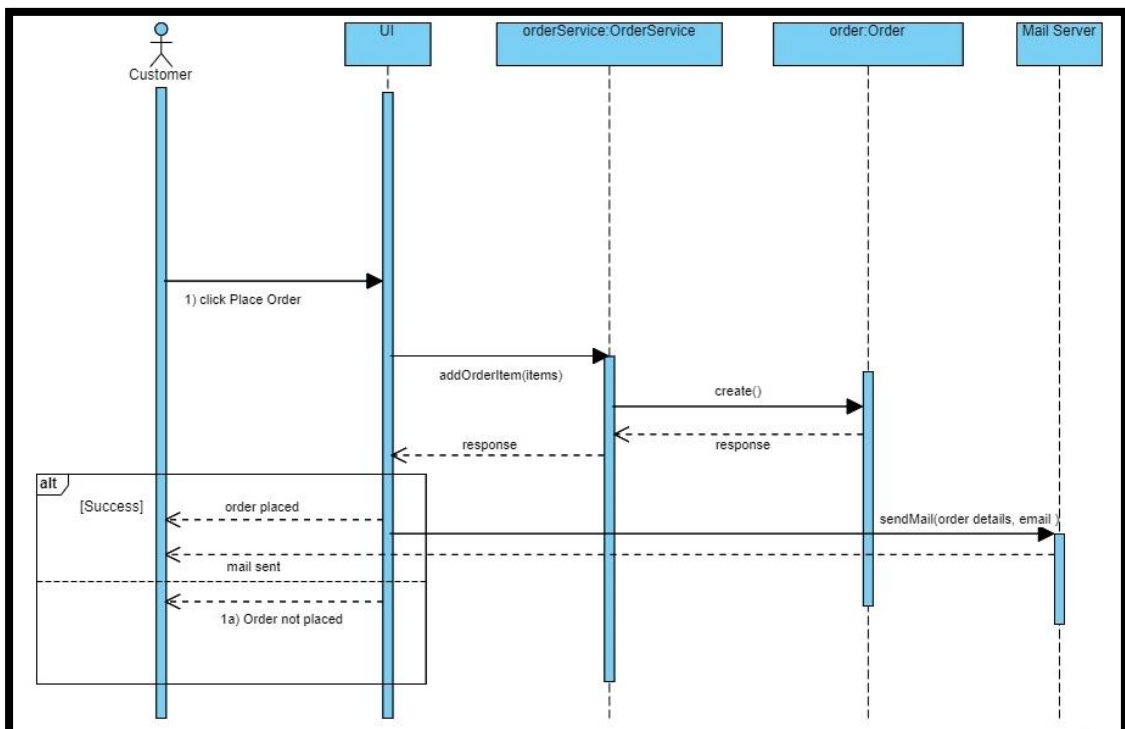 Customer
UI
orderService:OrderService
order:Order
Mail Server
1) click Place Order
addOrderItem(items)
create()
response
response
alt
[Success]
order placed
sendMail(order details, email )
mail sent
1a) Order not placed